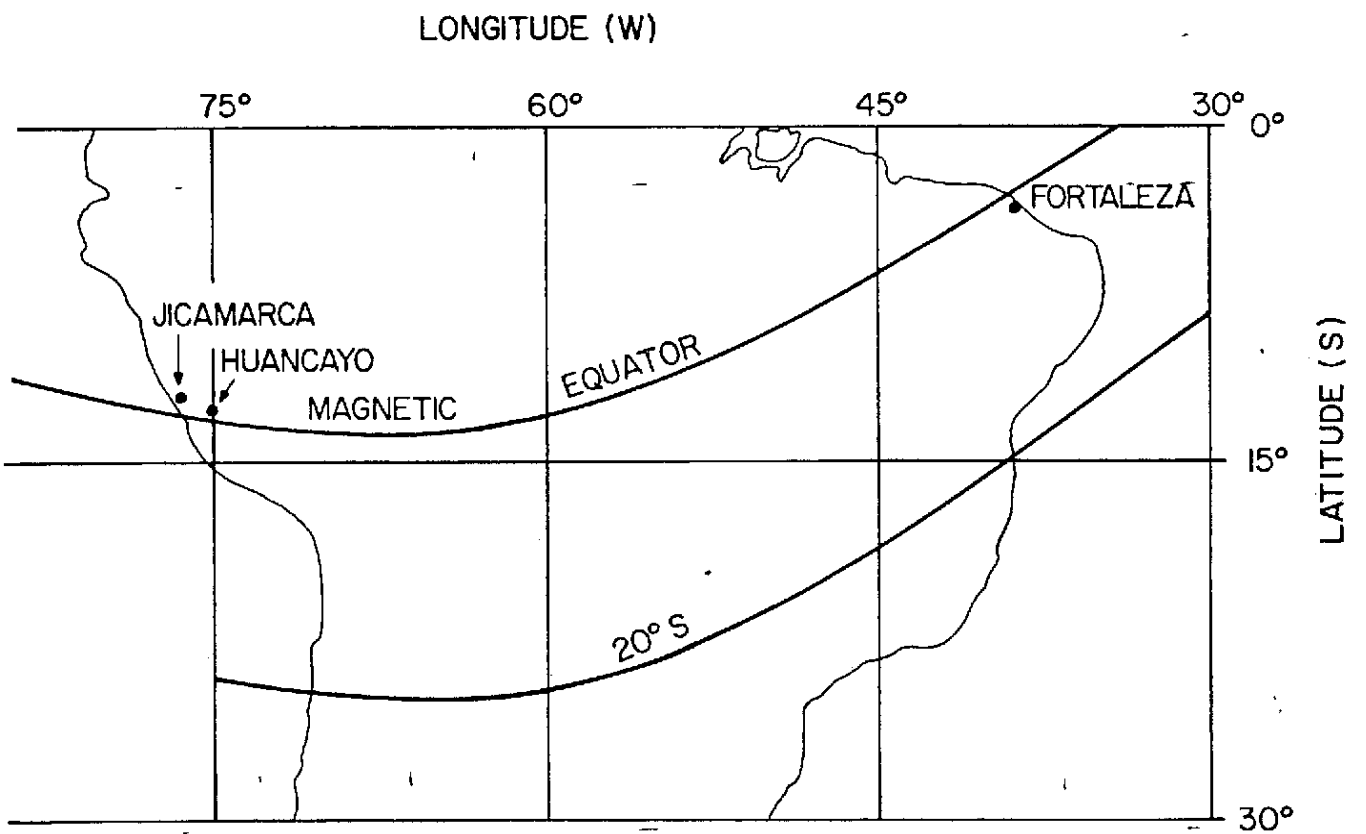 LONGITUDE (W)
75° 60° 45° 30°
0°
FORTALEZA
JICAMARCA
HUANCAYO
EQUATOR
MAGNETIC
15°
LATITUDE (S)
20° S
30°